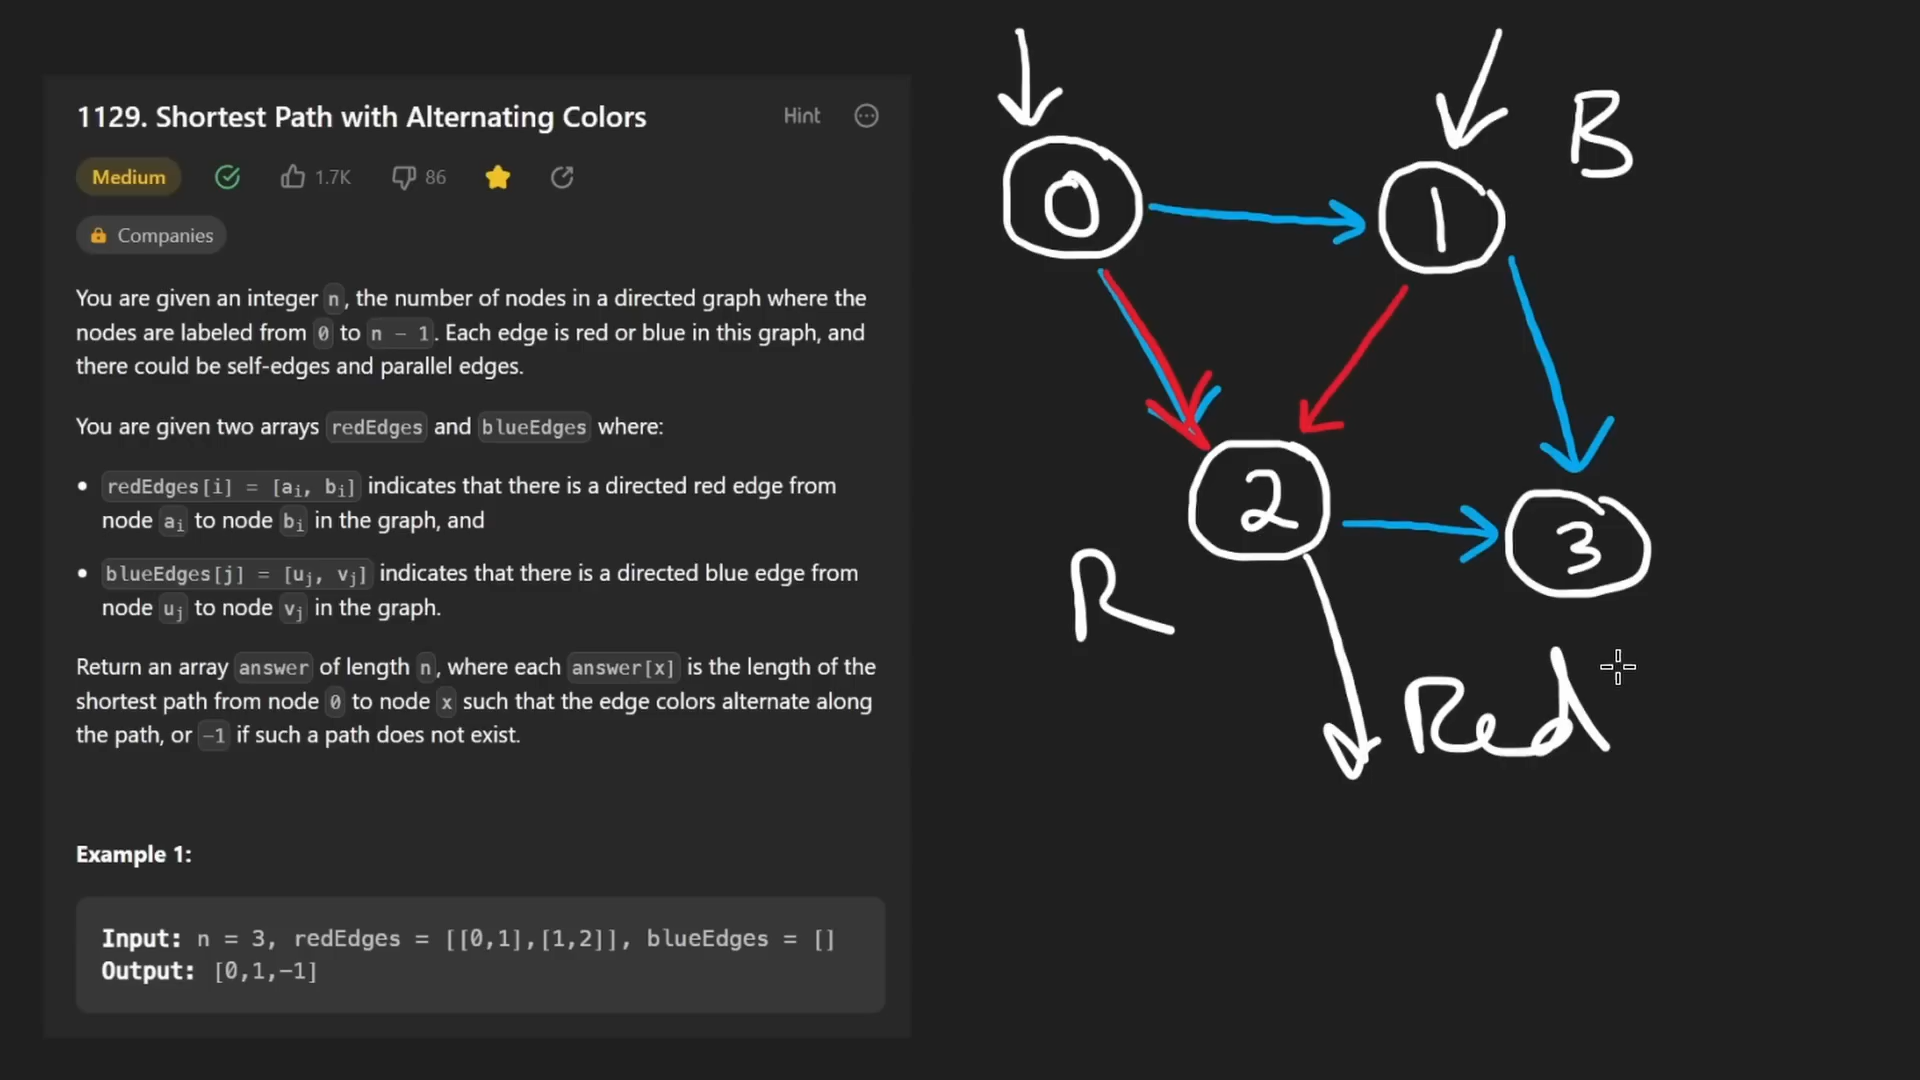 1129. Shortest Path with Alternating Colors
Hint
Medium
1.7K
86
Companies
You are given an integer n, the number of nodes in a directed graph where the
nodes are labeled from 0 to n - 1. Each edge is red or blue in this graph, and
there could be self-edges and parallel edges.
You are given two arrays redEdges and blueEdges where:
• redEdges[i] = [aᵢ, bᵢ] indicates that there is a directed red edge from
node aᵢ to node bᵢ in the graph, and
• blueEdges[j] = [uⱼ, vⱼ] indicates that there is a directed blue edge from
node uⱼ to node vⱼ in the graph.
Return an array answer of length n, where each answer[x] is the length of the
shortest path from node 0 to node x such that the edge colors alternate along
the path, or -1 if such a path does not exist.
Example 1:
Input: n = 3, redEdges = [[0,1],[1,2]], blueEdges = []
Output: [0,1,-1]
B
0
1
2
3
R
Red